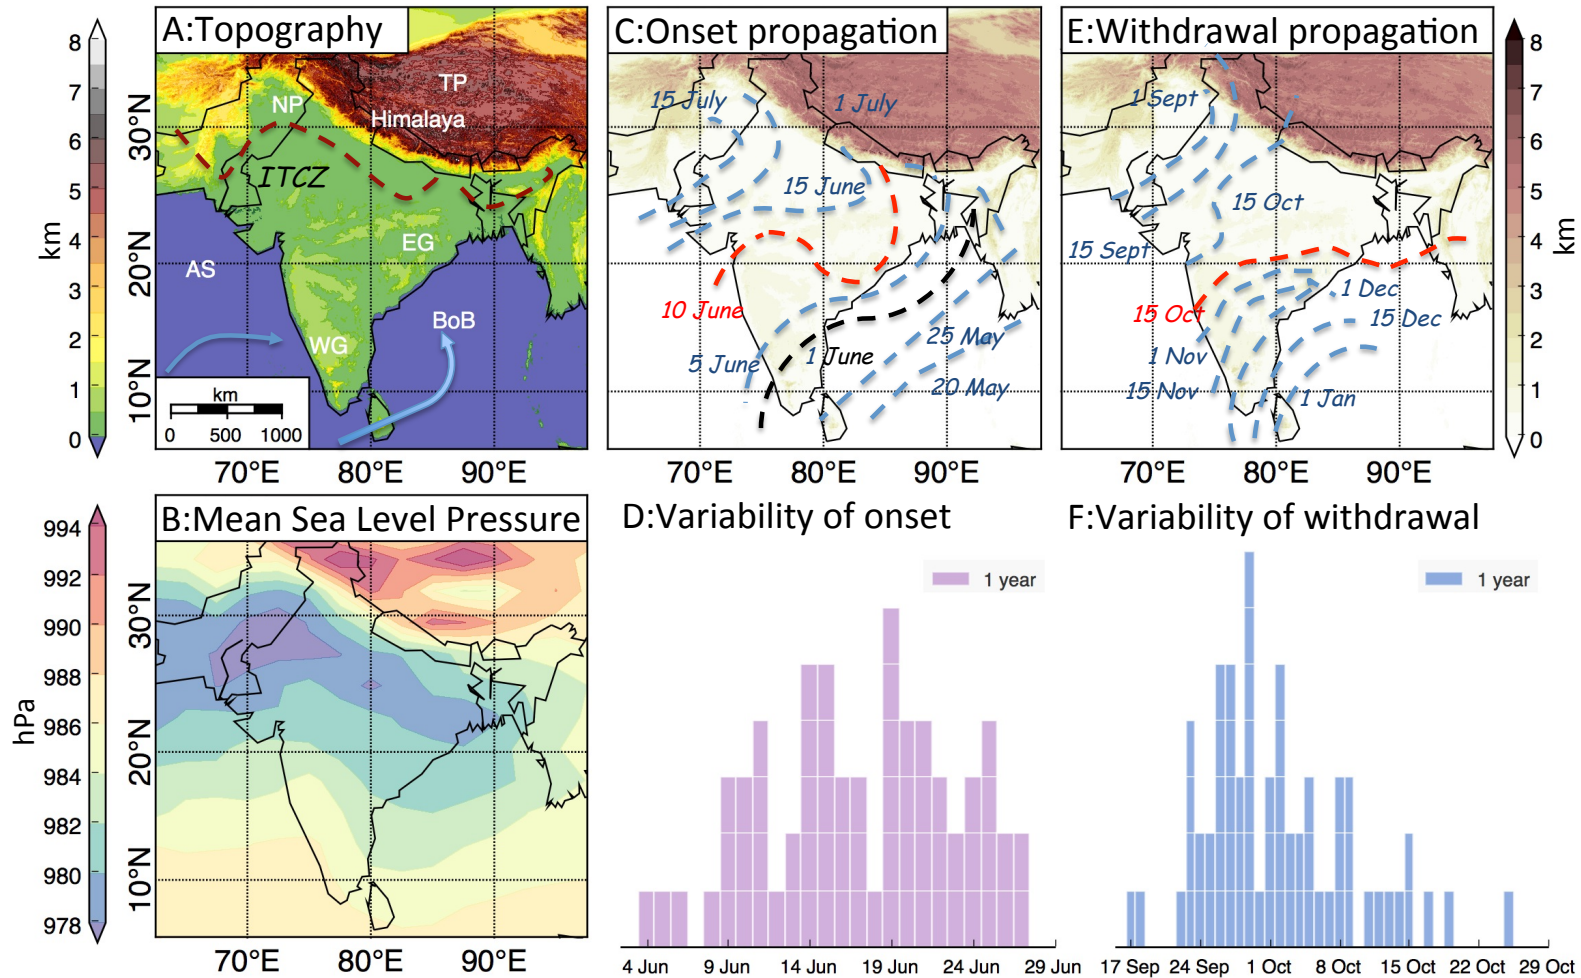 A:Topography
C:Onset propagation
E:Withdrawal propagation
8
7
6
5
4
3
2
1
0
km
30°N
20°N
10°N
NP
TP
Himalaya
ITCZ
EG
AS
BoB
WG
km
0 500 1000
70°E 80°E 90°E
15 July
1 July
15 June
10 June
5 June
1 June
25 May
20 May
70°E 80°E 90°E
1 Sept
15 Oct
15 Sept
15 Oct
1 Dec
15 Dec
1 Nov
15 Nov
1 Jan
70°E 80°E 90°E
8
7
6
5
4
3
2
1
0
km
B:Mean Sea Level Pressure
994
992
990
988
986
984
982
980
978
hPa
30°N
20°N
10°N
70°E 80°E 90°E
D:Variability of onset
1 year
4 Jun 9 Jun 14 Jun 19 Jun 24 Jun 29 Jun
F:Variability of withdrawal
1 year
17 Sep 24 Sep 1 Oct 8 Oct 15 Oct 22 Oct 29 Oct